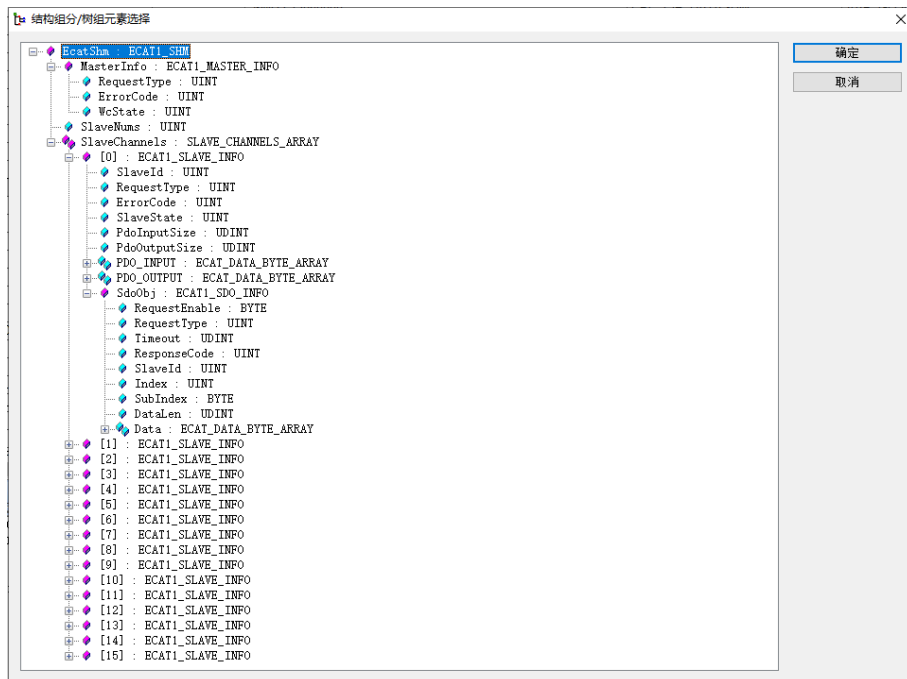 结构组分/树组元素选择
EcatShm : ECAT1_SHM
MasterInfo : ECAT1_MASTER_INFO
RequestType : UINT
ErrorCode : UINT
WcState : UINT
SlaveNums : UINT
SlaveChannels : SLAVE_CHANNELS_ARRAY
[0] : ECAT1_SLAVE_INFO
SlaveId : UINT
RequestType : UINT
ErrorCode : UINT
SlaveState : UINT
PdoInputSize : UDINT
PdoOutputSize : UDINT
PDO_INPUT : ECAT_DATA_BYTE_ARRAY
PDO_OUTPUT : ECAT_DATA_BYTE_ARRAY
SdoObj : ECAT1_SDO_INFO
RequestEnable : BYTE
RequestType : UINT
Timeout : UDINT
ResponseCode : UINT
SlaveId : UINT
Index : UINT
SubIndex : BYTE
DataLen : UDINT
Data : ECAT_DATA_BYTE_ARRAY
[1] : ECAT1_SLAVE_INFO
[2] : ECAT1_SLAVE_INFO
[3] : ECAT1_SLAVE_INFO
[4] : ECAT1_SLAVE_INFO
[5] : ECAT1_SLAVE_INFO
[6] : ECAT1_SLAVE_INFO
[7] : ECAT1_SLAVE_INFO
[8] : ECAT1_SLAVE_INFO
[9] : ECAT1_SLAVE_INFO
[10] : ECAT1_SLAVE_INFO
[11] : ECAT1_SLAVE_INFO
[12] : ECAT1_SLAVE_INFO
[13] : ECAT1_SLAVE_INFO
[14] : ECAT1_SLAVE_INFO
[15] : ECAT1_SLAVE_INFO
确定
取消